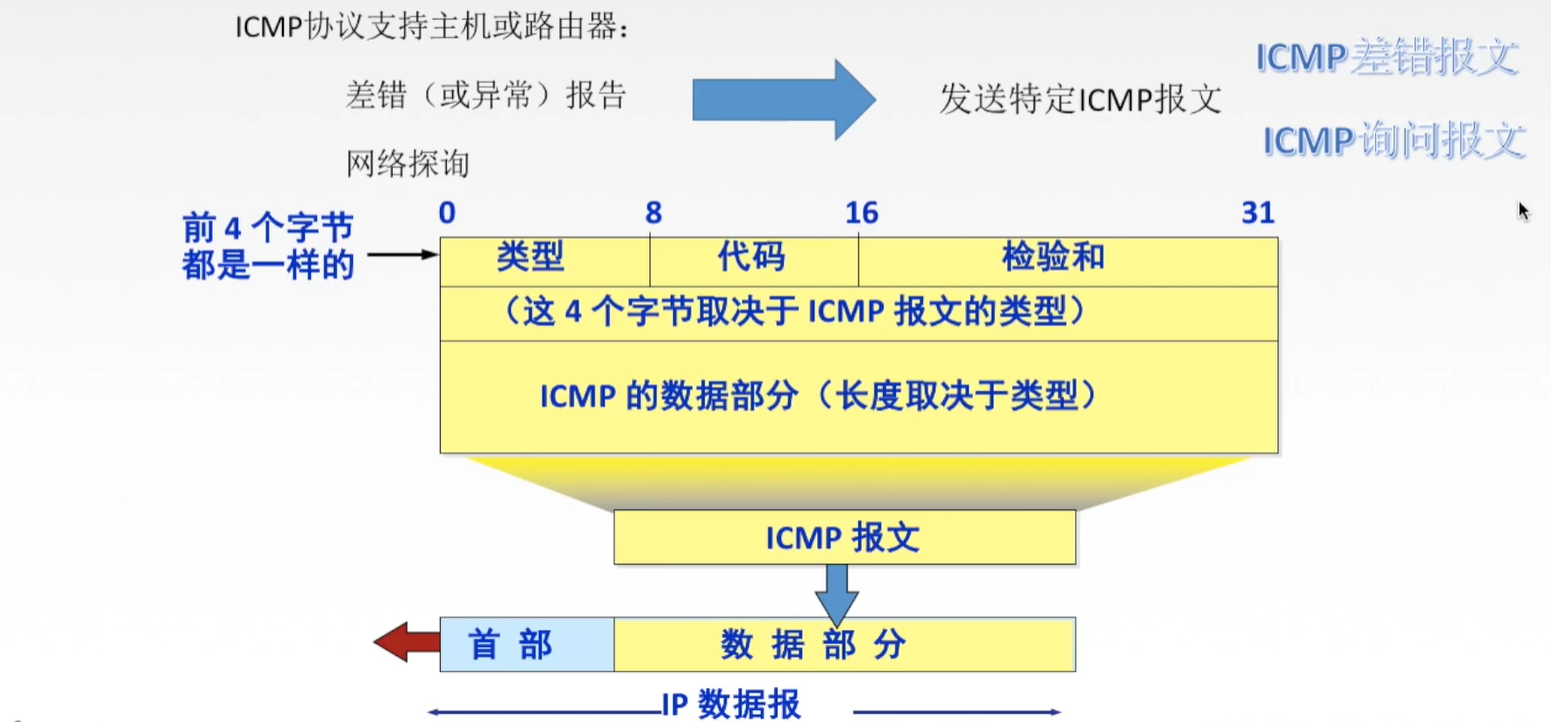 ICMP协议支持主机或路由器：
差错（或异常）报告
发送特定ICMP报文
ICMP差错报文
ICMP询问报文
网络探询
前 4 个字节
都是一样的
0 8 16 31
类型 代码 检验和
（这 4 个字节取决于 ICMP 报文的类型）
ICMP 的数据部分（长度取决于类型）
ICMP 报文
首 部 数 据 部 分
IP 数据报